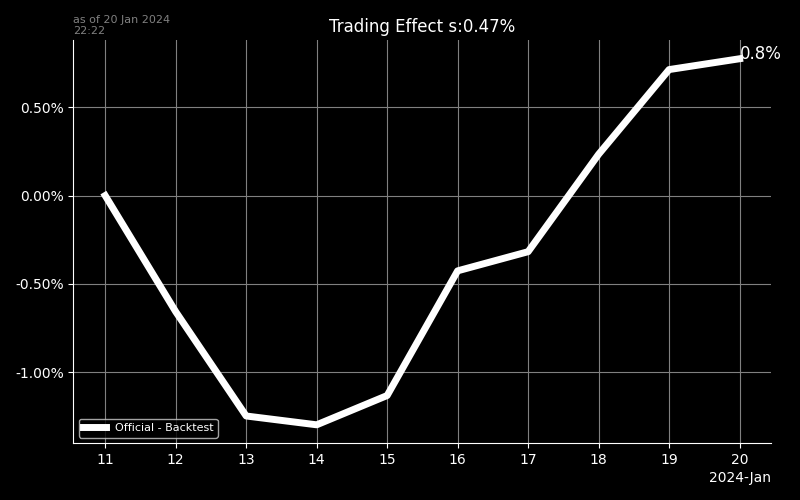 as of 20 Jan 2024
22:22
Trading Effect s:0.47%
0.8%
0.50%
0.00%
-0.50%
-1.00%
Official - Backtest
11 12 13 14 15 16 17 18 19 20
2024-Jan